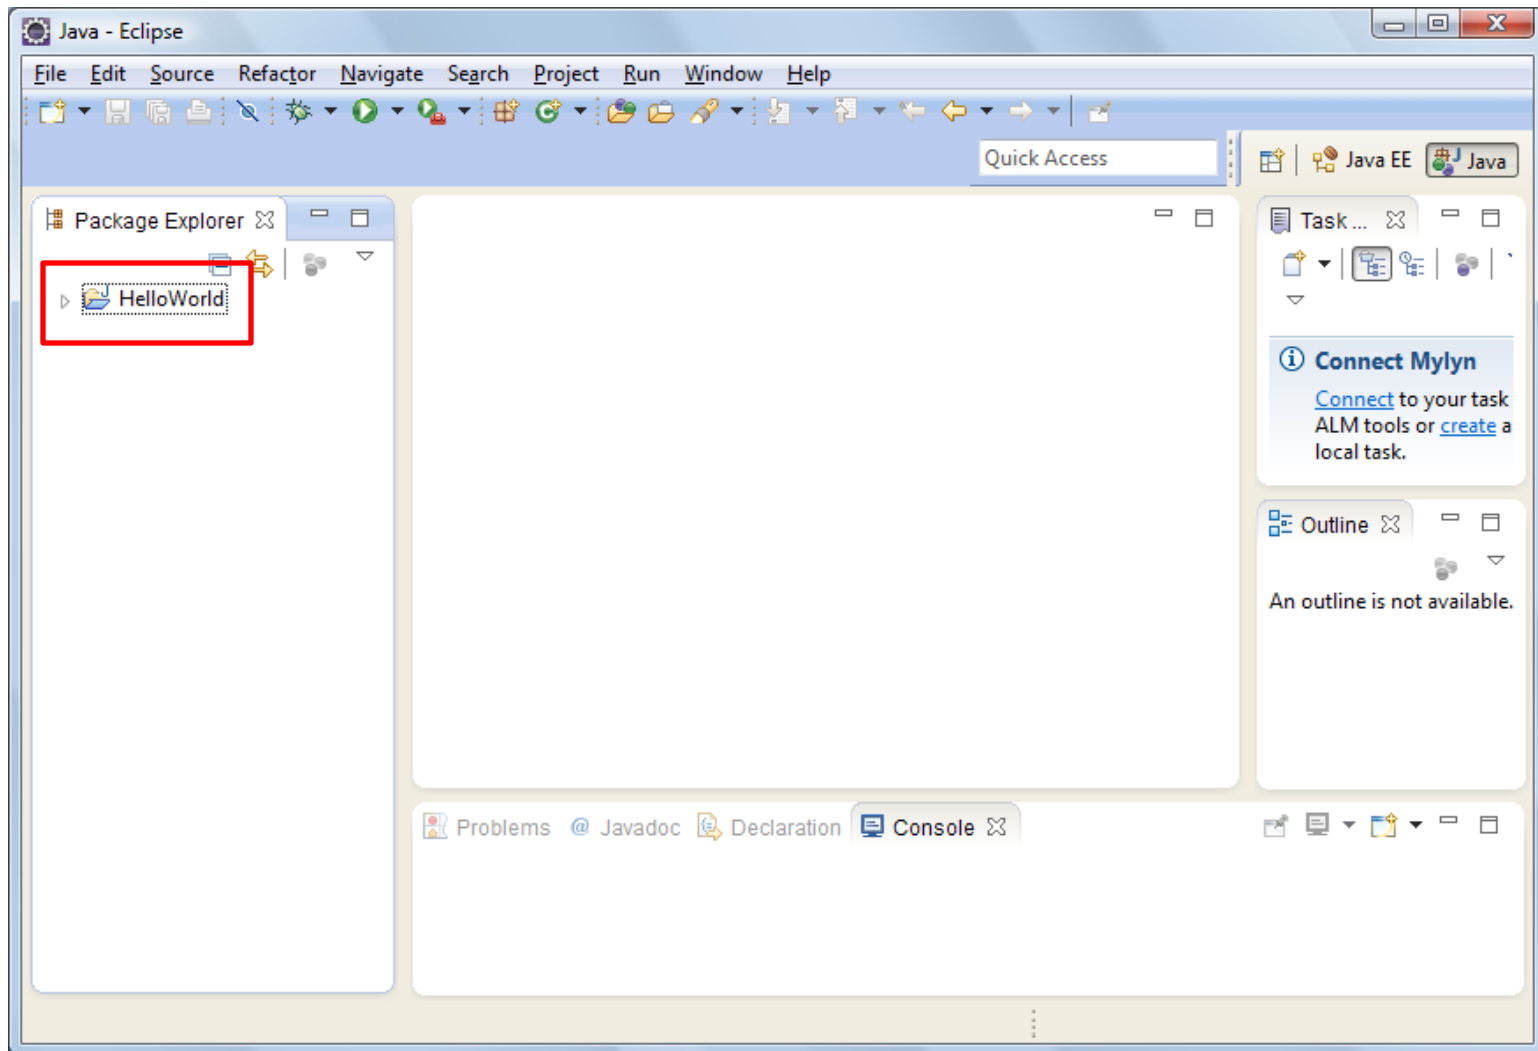 Java - Eclipse
File Edit Source Refactor Navigate Search Project Run Window Help
Quick Access
Java EE
Java
Package Explorer
HelloWorld
Task ...
Connect Mylyn
Connect to your task
ALM tools or create a
local task.
Outline
An outline is not available.
Problems @ Javadoc Declaration Console